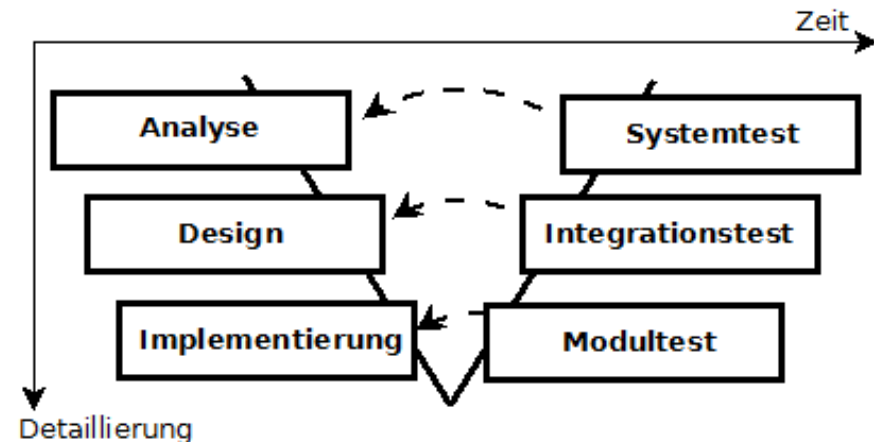 Zeit
Analyse
Systemtest
Design
Integrationstest
Implementierung
Modultest
Detaillierung